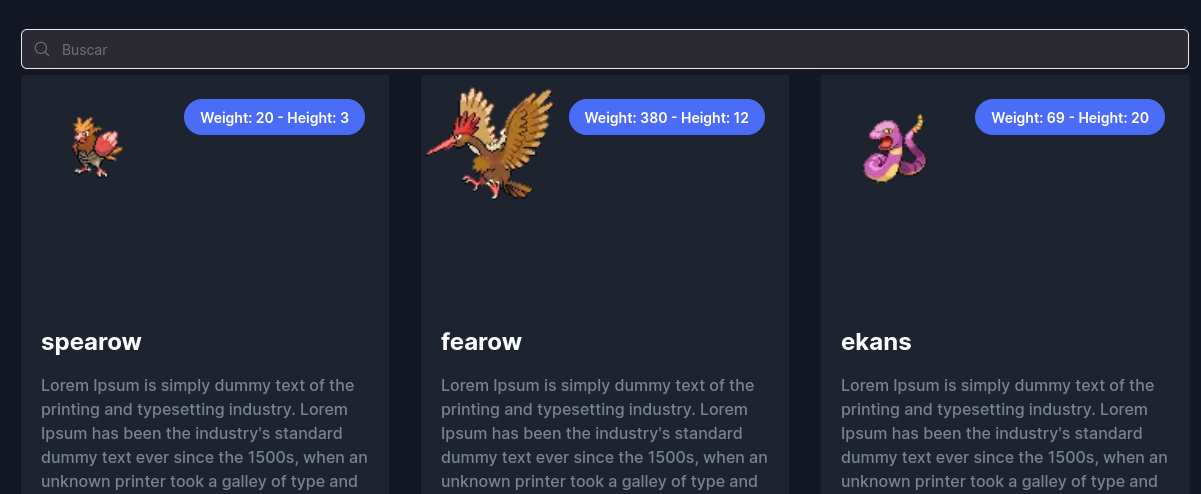 Buscar
Weight: 20 - Height: 3
spearow
Lorem Ipsum is simply dummy text of the
printing and typesetting industry. Lorem
Ipsum has been the industry's standard
dummy text ever since the 1500s, when an
unknown printer took a galley of type and
Weight: 380 - Height: 12
fearow
Lorem Ipsum is simply dummy text of the
printing and typesetting industry. Lorem
Ipsum has been the industry's standard
dummy text ever since the 1500s, when an
unknown printer took a galley of type and
Weight: 69 - Height: 20
ekans
Lorem Ipsum is simply dummy text of the
printing and typesetting industry. Lorem
Ipsum has been the industry's standard
dummy text ever since the 1500s, when an
unknown printer took a galley of type and